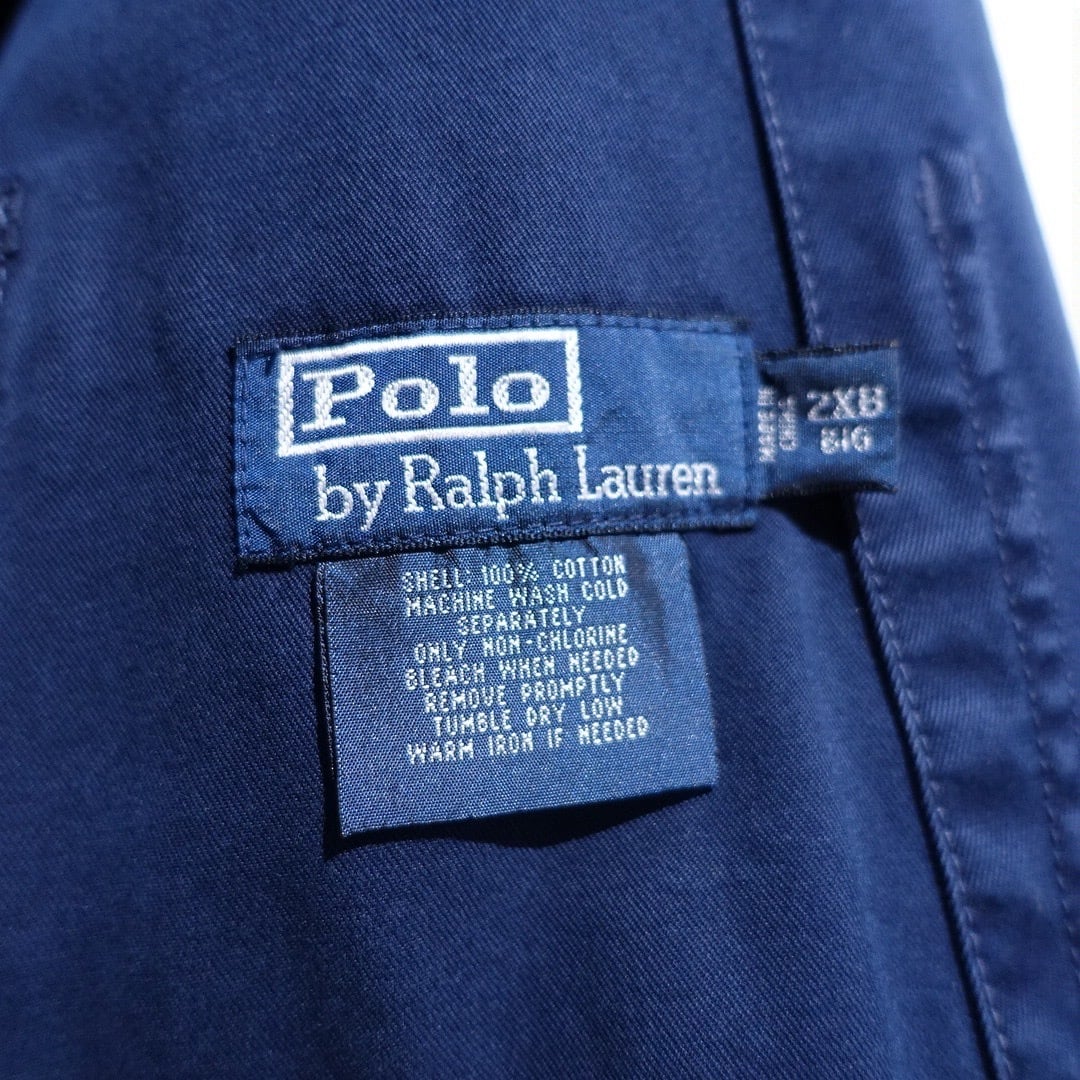 Polo
by Ralph Lauren
MADE IN
CHINA
2XB
B/G
SHELL: 100% COTTON
MACHINE WASH COLD
SEPARATELY
ONLY NON-CHLORINE
BLEACH WHEN NEEDED
REMOVE PROMPTLY
TUMBLE DRY LOW
WARM IRON IF NEEDED